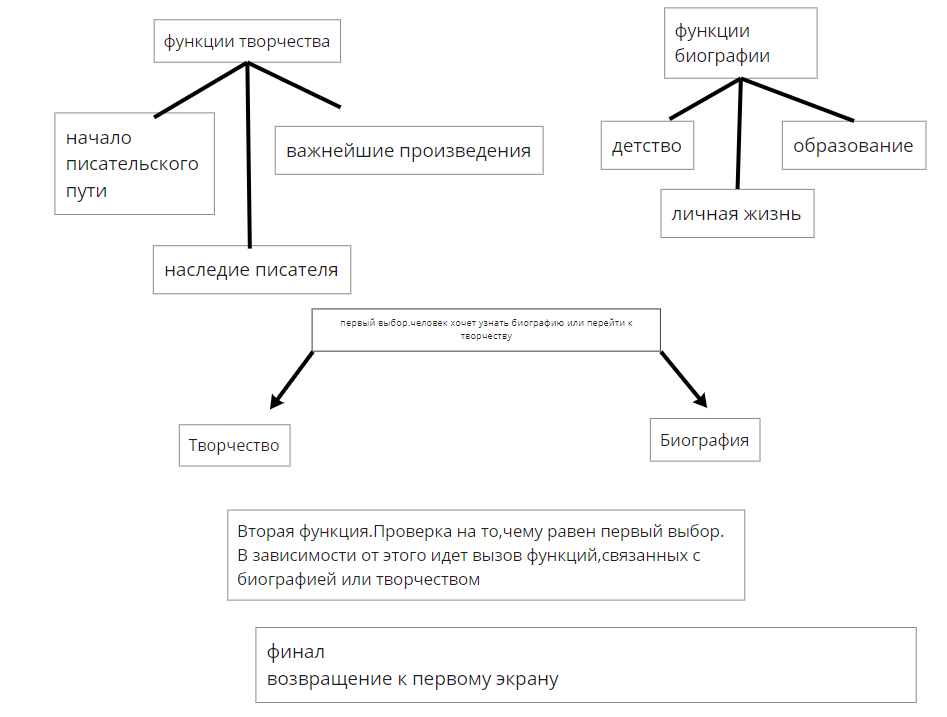 функции творчества
функции
биографии
начало
писательского
пути
важнейшие произведения
детство
образование
личная жизнь
наследие писателя
первый выбор.человек хочет узнать биографию или перейти к
творчеству
Творчество
Биография
Вторая функция.Проверка на то,чему равен первый выбор.
В зависимости от этого идет вызов функций,связанных с
биографией или творчеством
финал
возвращение к первому экрану